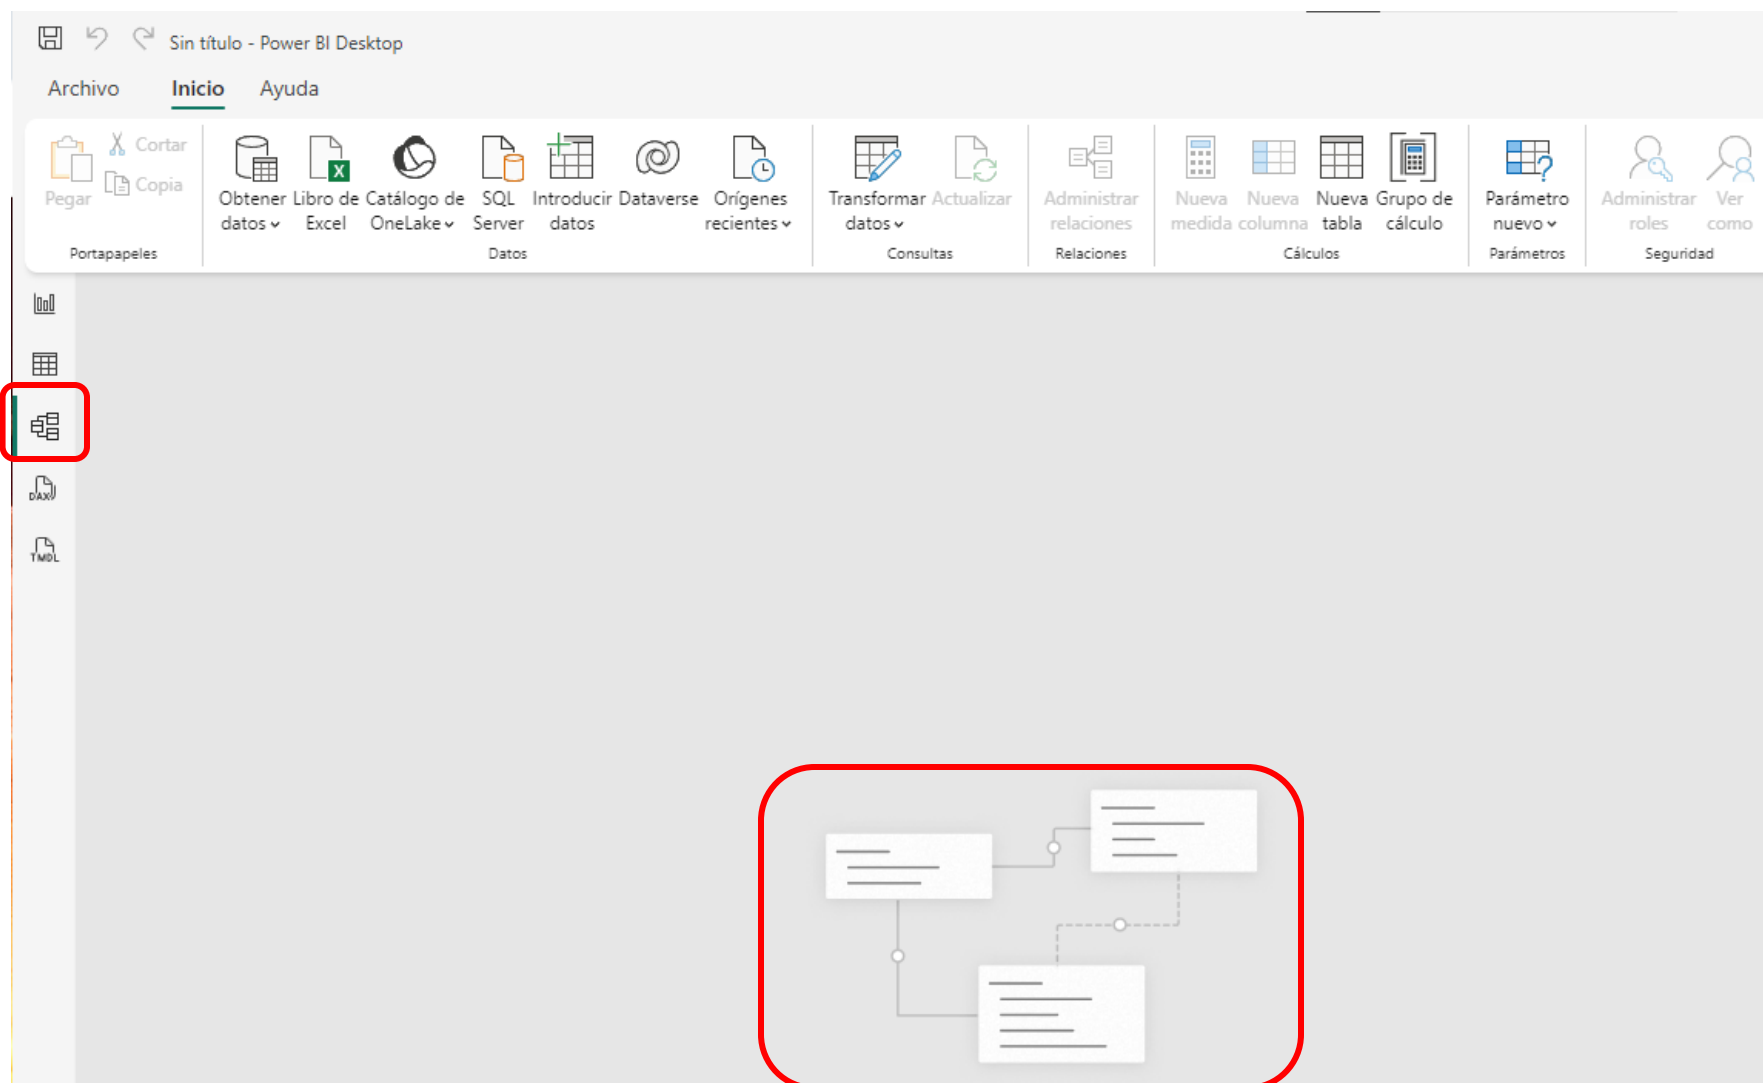 Sin título - Power BI Desktop
Archivo Inicio Ayuda
Pegar
Cortar
Copia
Portapapeles
Obtener datos
Libro de Excel
Catálogo de OneLake
SQL Server
Introducir datos
Dataverse
Orígenes recientes
Datos
Transformar datos
Actualizar
Consultas
Administrar relaciones
Relaciones
Nueva medida
Nueva columna
Nueva tabla
Grupo de cálculo
Cálculos
Parámetro nuevo
Parámetros
Administrar roles
Ver como
Seguridad
DAX
TMDL